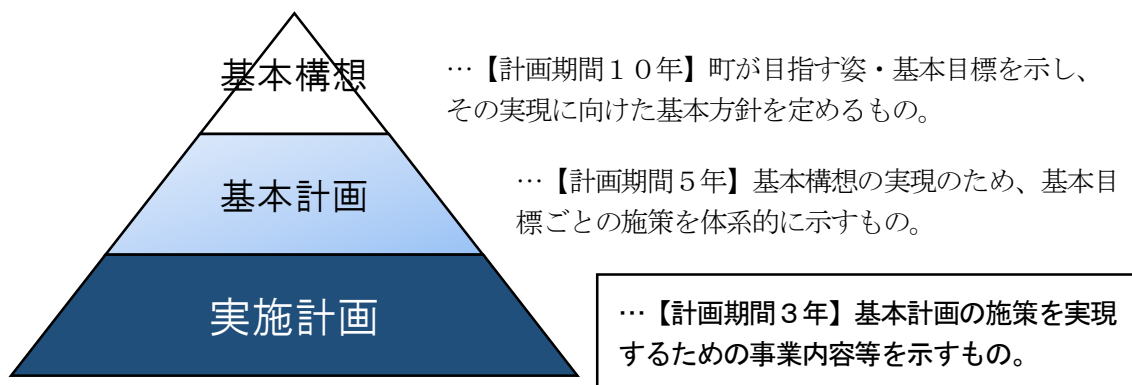 基本構想
…【計画期間１０年】町が目指す姿・基本目標を示し、
その実現に向けた基本方針を定めるもの。
基本計画
…【計画期間５年】基本構想の実現のため、基本目
標ごとの施策を体系的に示すもの。
実施計画
…【計画期間３年】基本計画の施策を実現
するための事業内容等を示すもの。